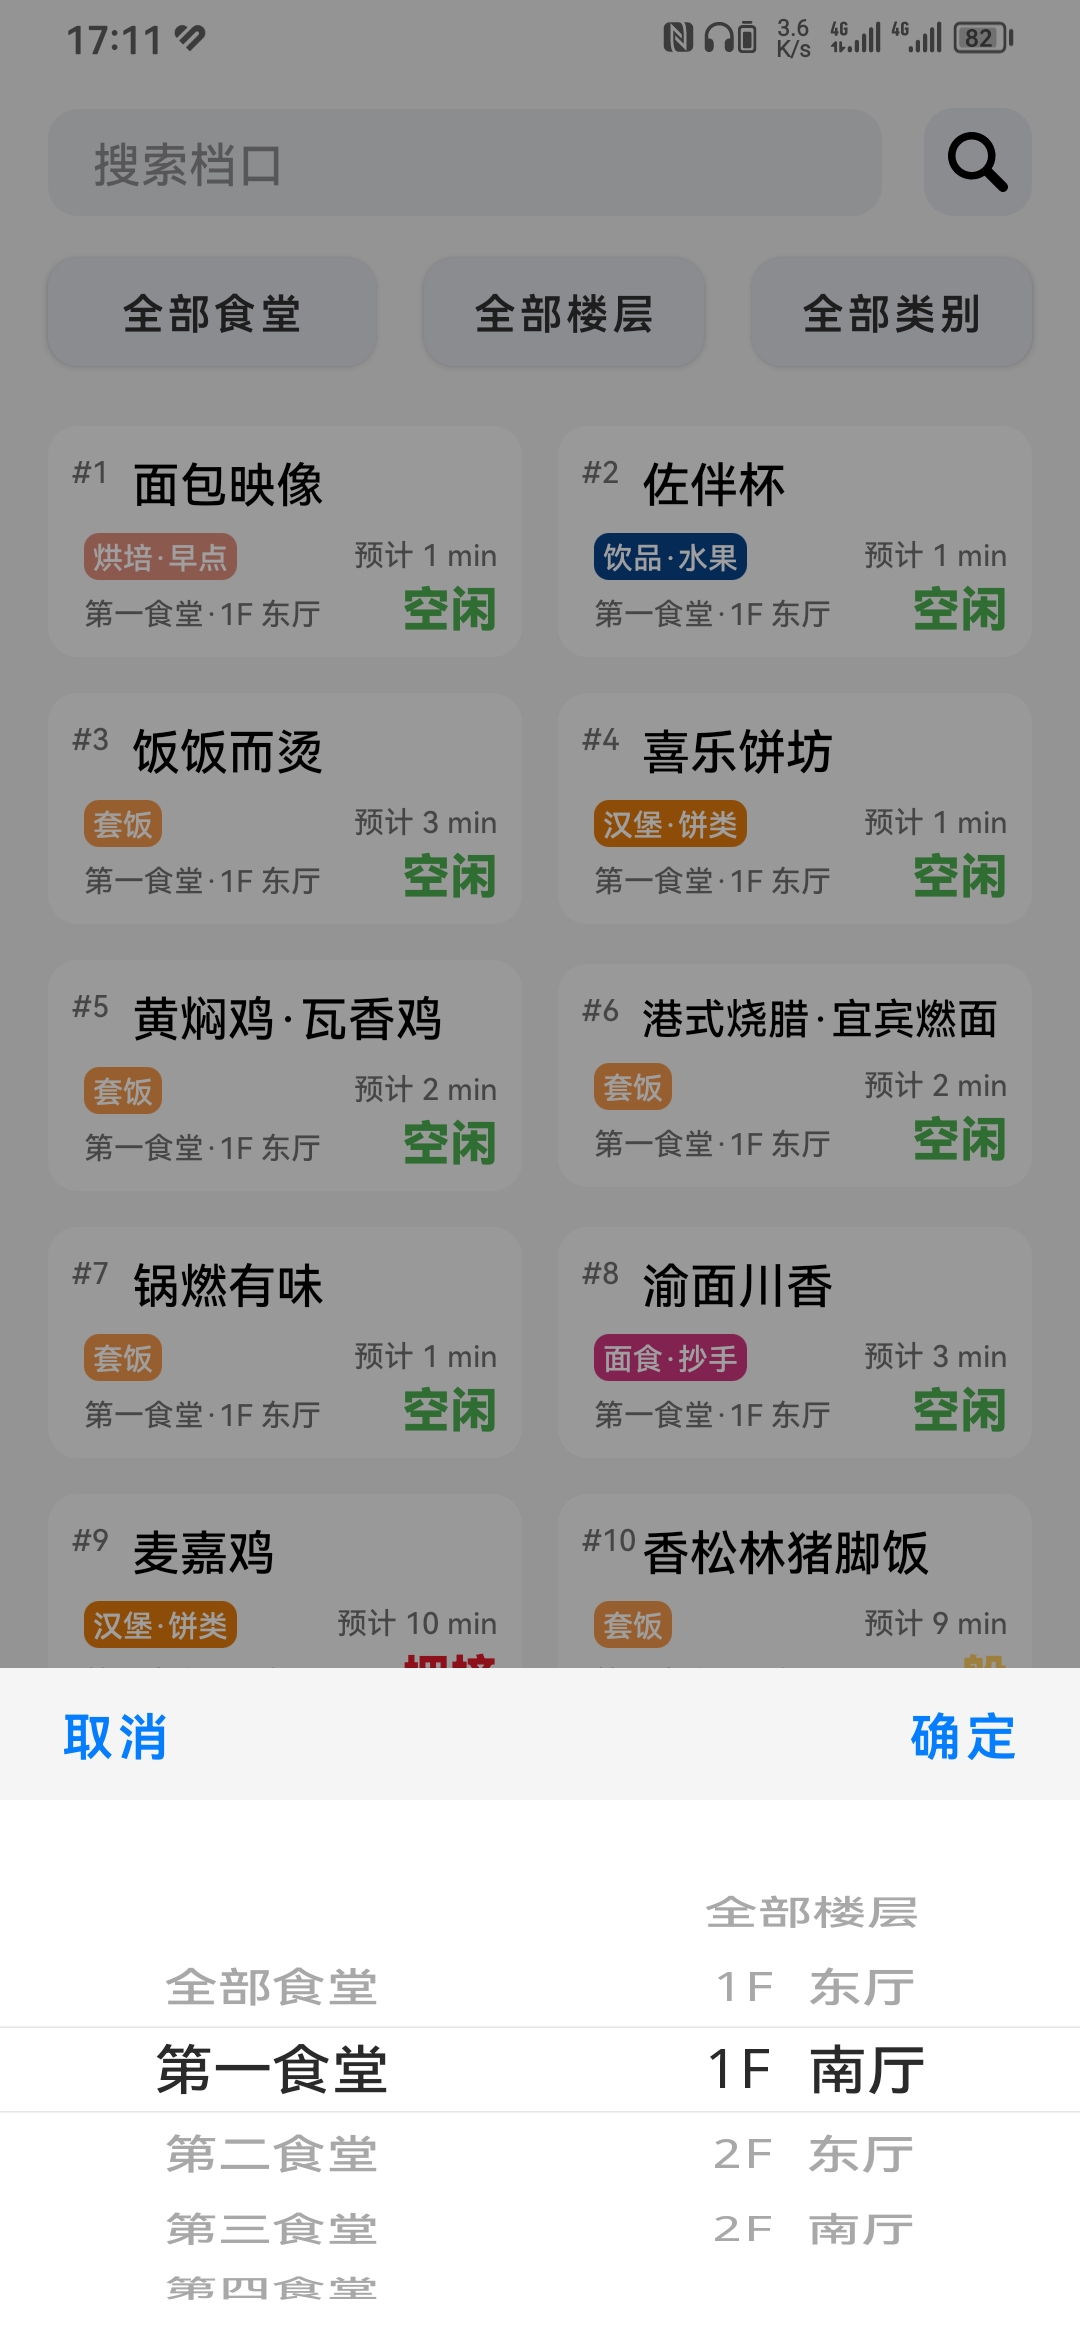 17:11 3.6 K/s 4G 4G 82
搜索档口
全部食堂 全部楼层 全部类别
#1 面包映像
烘培·早点 预计 1 min
第一食堂·1F 东厅 空闲
#2 佐伴杯
饮品·水果 预计 1 min
第一食堂·1F 东厅 空闲
#3 饭饭而烫
套饭 预计 3 min
第一食堂·1F 东厅 空闲
#4 喜乐饼坊
汉堡·饼类 预计 1 min
第一食堂·1F 东厅 空闲
#5 黄焖鸡·瓦香鸡
套饭 预计 2 min
第一食堂·1F 东厅 空闲
#6 港式烧腊·宜宾燃面
套饭 预计 2 min
第一食堂·1F 东厅 空闲
#7 锅燃有味
套饭 预计 1 min
第一食堂·1F 东厅 空闲
#8 渝面川香
面食·抄手 预计 3 min
第一食堂·1F 东厅 空闲
#9 麦嘉鸡
汉堡·饼类 预计 10 min
#10 香松林猪脚饭
套饭 预计 9 min
取消 确定
全部楼层
全部食堂 1F 东厅
第一食堂 1F 南厅
第二食堂 2F 东厅
第三食堂 2F 南厅
第四食堂